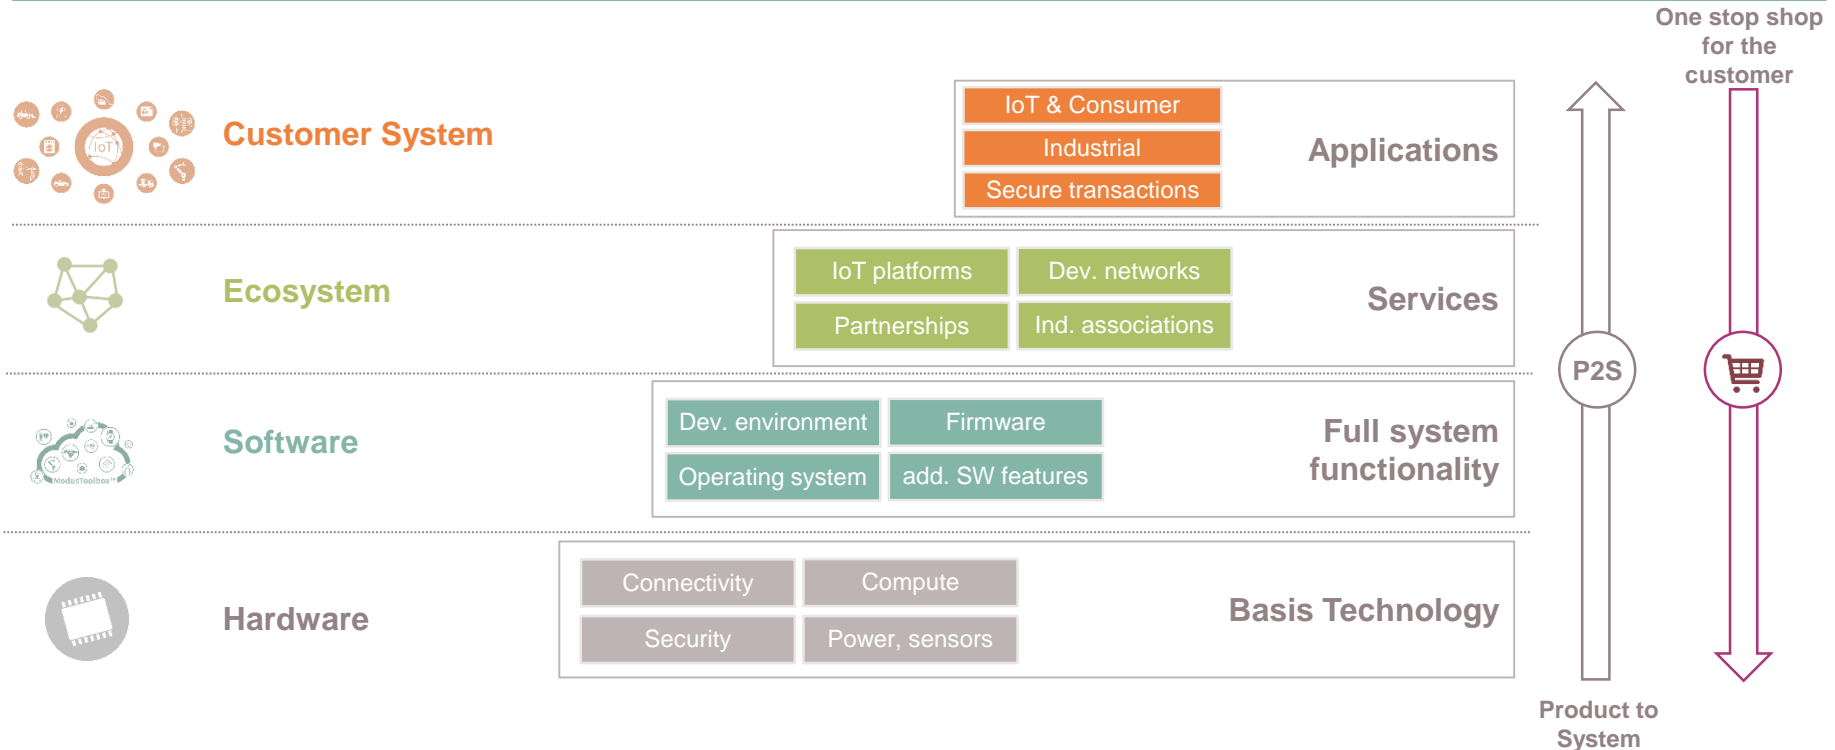 One stop shop
for the
customer
IoT
Customer System
IoT & Consumer
Industrial
Secure transactions
Applications
Ecosystem
IoT platforms
Dev. networks
Partnerships
Ind. associations
Services
P2S
Software
ModusToolbox™
Dev. environment
Firmware
Operating system
add. SW features
Full system
functionality
Hardware
Connectivity
Compute
Security
Power, sensors
Basis Technology
Product to
System